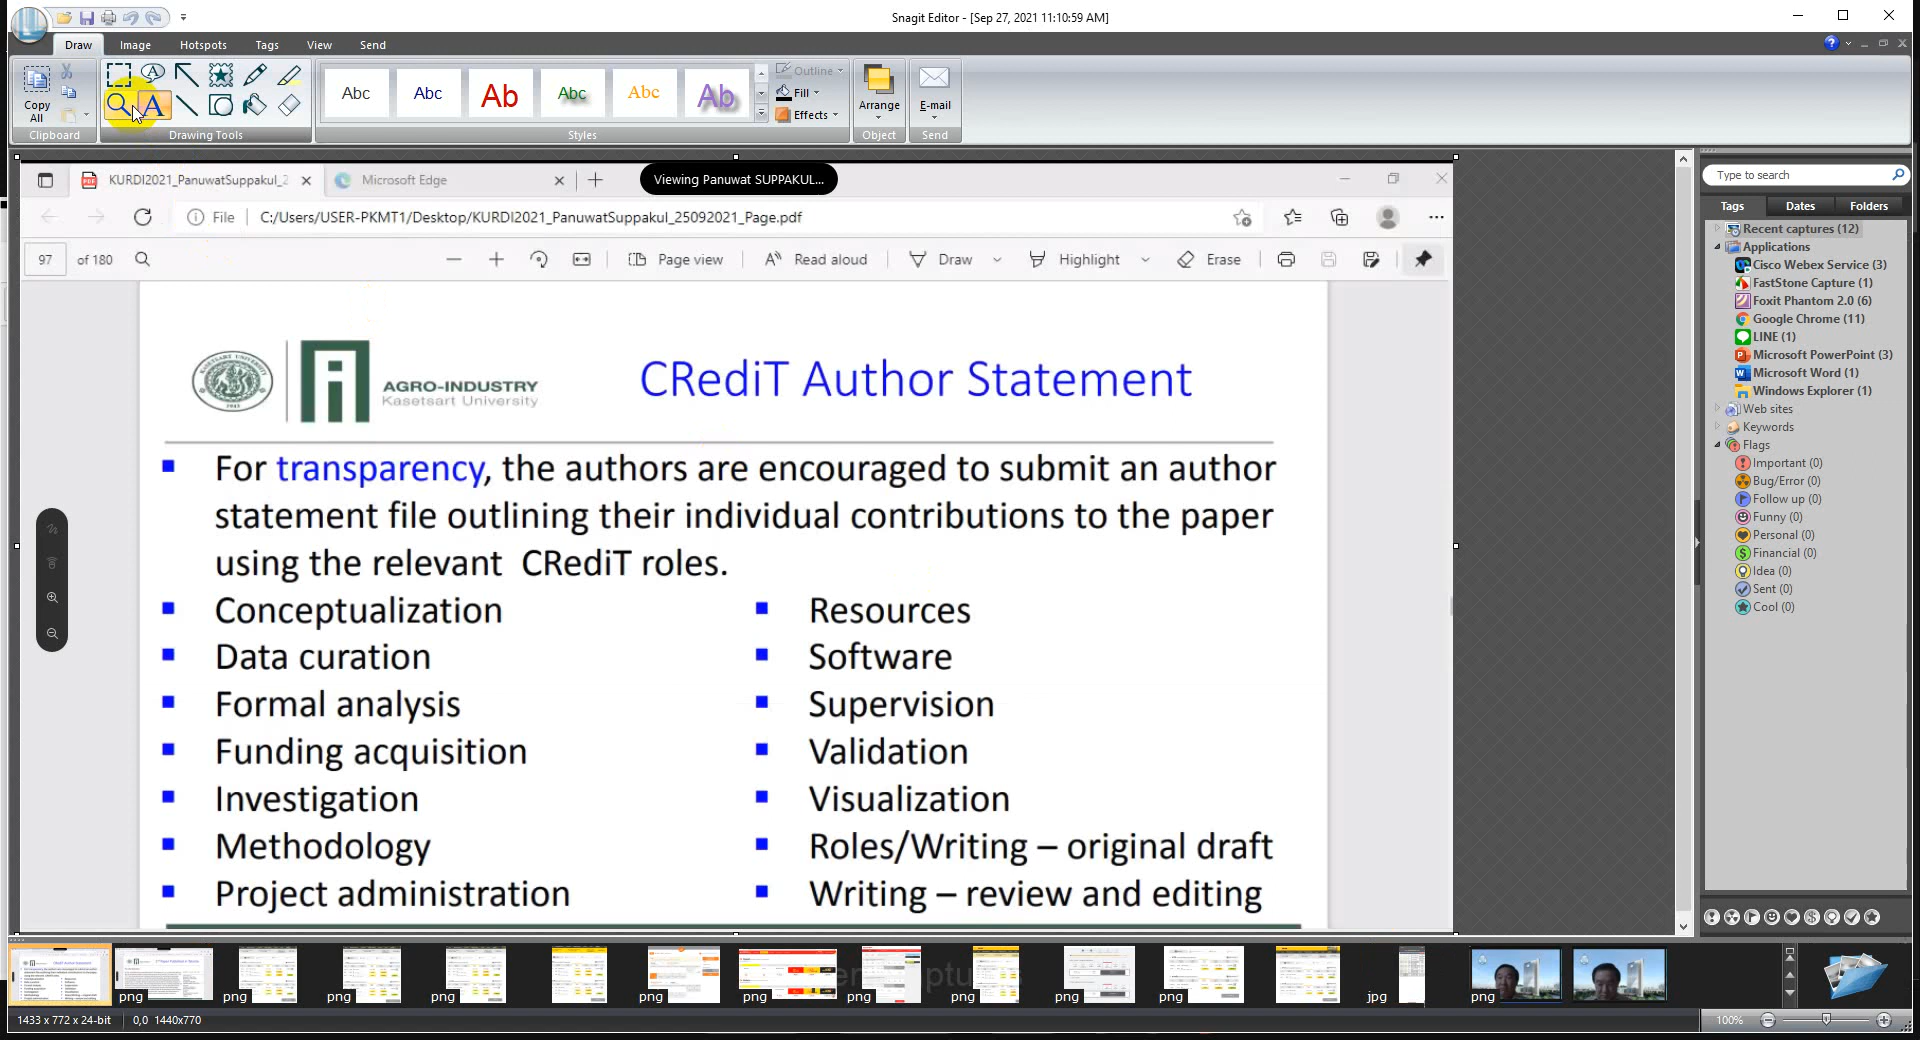 Snagit Editor - [Sep 27, 2021 11:10:59 AM]
Draw Image Hotspots Tags View Send
Copy All
Clipboard
Drawing Tools
Abc Abc Ab Abc Abc Ab
Styles
Outline
Fill
Effects
Arrange
Object
E-mail
Send
KURDI2021_PanuwatSuppakul_2
Microsoft Edge
Viewing Panuwat SUPPAKUL...
File C:/Users/USER-PKMT1/Desktop/KURDI2021_PanuwatSuppakul_25092021_Page.pdf
97 of 180
Page view
Read aloud
Draw
Highlight
Erase
AGRO-INDUSTRY
Kasetsart University
CRediT Author Statement
For transparency, the authors are encouraged to submit an author
statement file outlining their individual contributions to the paper
using the relevant CRediT roles.
Conceptualization
Data curation
Formal analysis
Funding acquisition
Investigation
Methodology
Project administration
Resources
Software
Supervision
Validation
Visualization
Roles/Writing – original draft
Writing – review and editing
Type to search
Tags Dates Folders
Recent captures (12)
Applications
Cisco Webex Service (3)
FastStone Capture (1)
Foxit Phantom 2.0 (6)
Google Chrome (11)
LINE (1)
Microsoft PowerPoint (3)
Microsoft Word (1)
Windows Explorer (1)
Web sites
Keywords
Flags
Important (0)
Bug/Error (0)
Follow up (0)
Funny (0)
Personal (0)
Financial (0)
Idea (0)
Sent (0)
Cool (0)
png png png png png png png png png jpg png
1433 x 772 x 24-bit 0,0 1440x770
100%